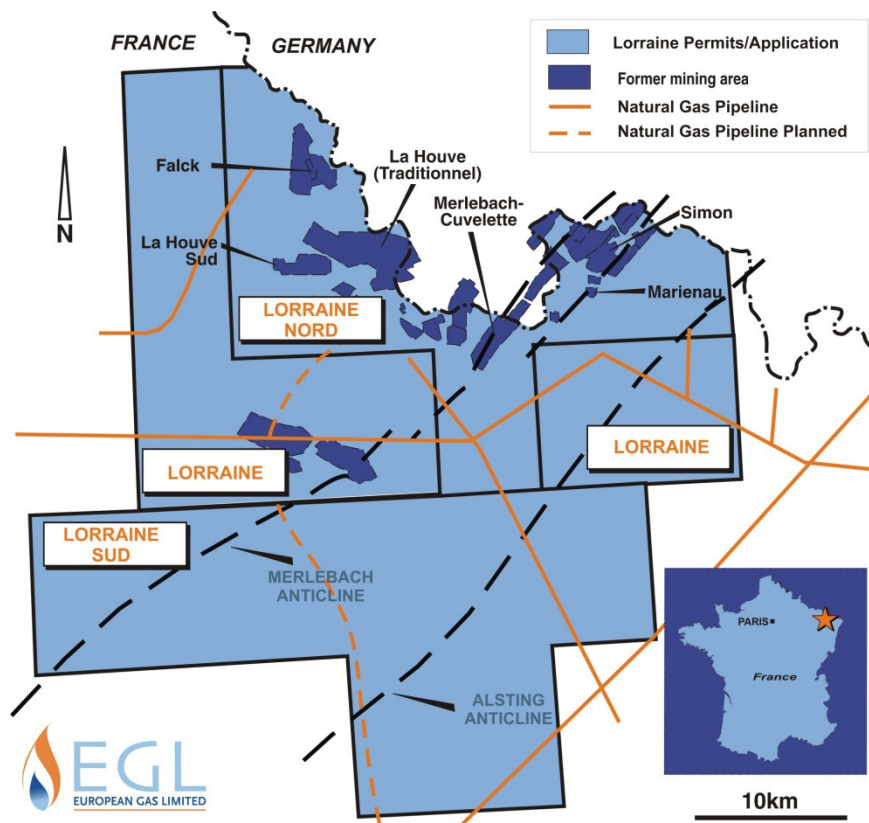 FRANCE
GERMANY
Lorraine Permits/Application
Former mining area
Natural Gas Pipeline
Natural Gas Pipeline Planned
N
Falck
La Houve
(Traditionnel)
Merlebach-
Cuvelette
Simon
La Houve
Sud
Marienau
LORRAINE
NORD
LORRAINE
LORRAINE
LORRAINE
SUD
MERLEBACH
ANTICLINE
ALSTING
ANTICLINE
PARIS
France
EGL
EUROPEAN GAS LIMITED
10km